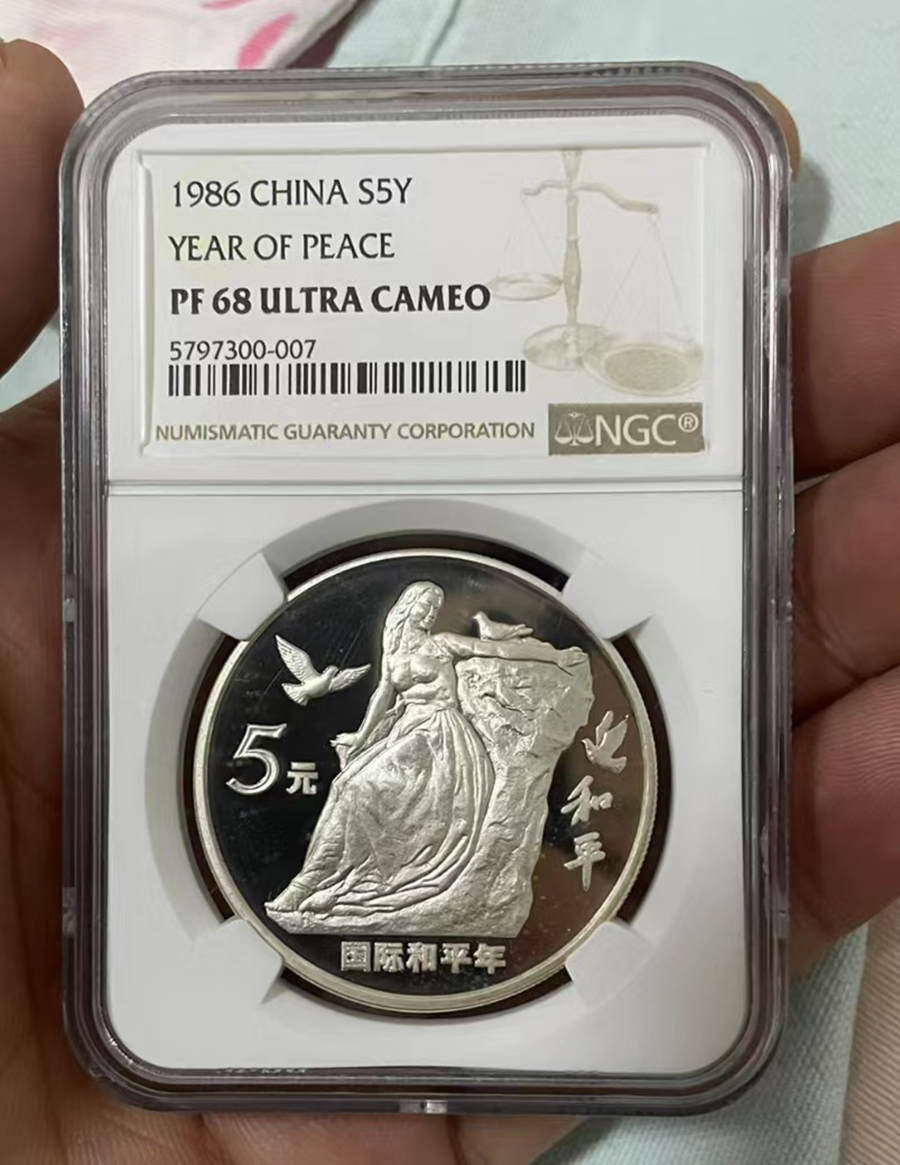 1986 CHINA S5Y
YEAR OF PEACE
PF 68 ULTRA CAMEO
5797300-007
NUMISMATIC GUARANTY CORPORATION
NGC®
5元
和平
国际和平年